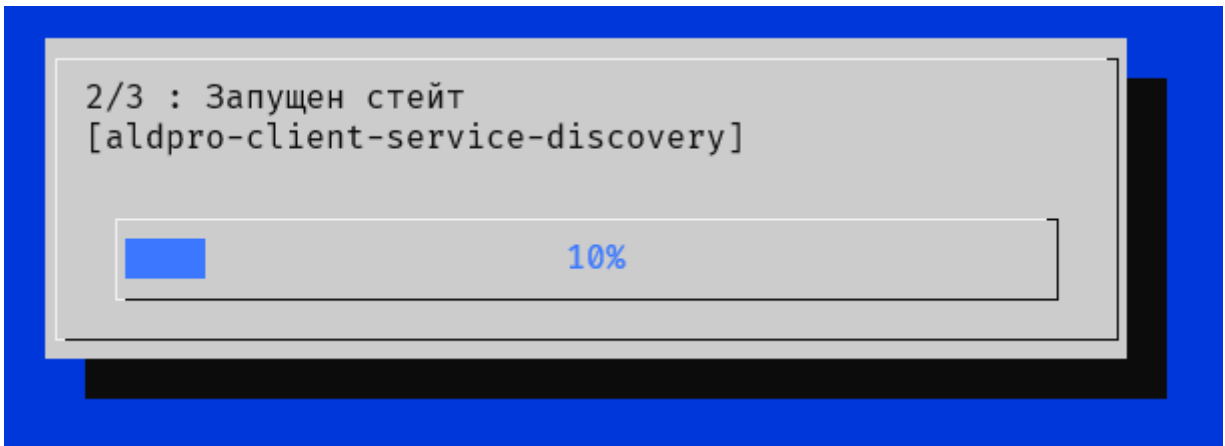 2/3 : Запущен стейт
[aldpro-client-service-discovery]
10%